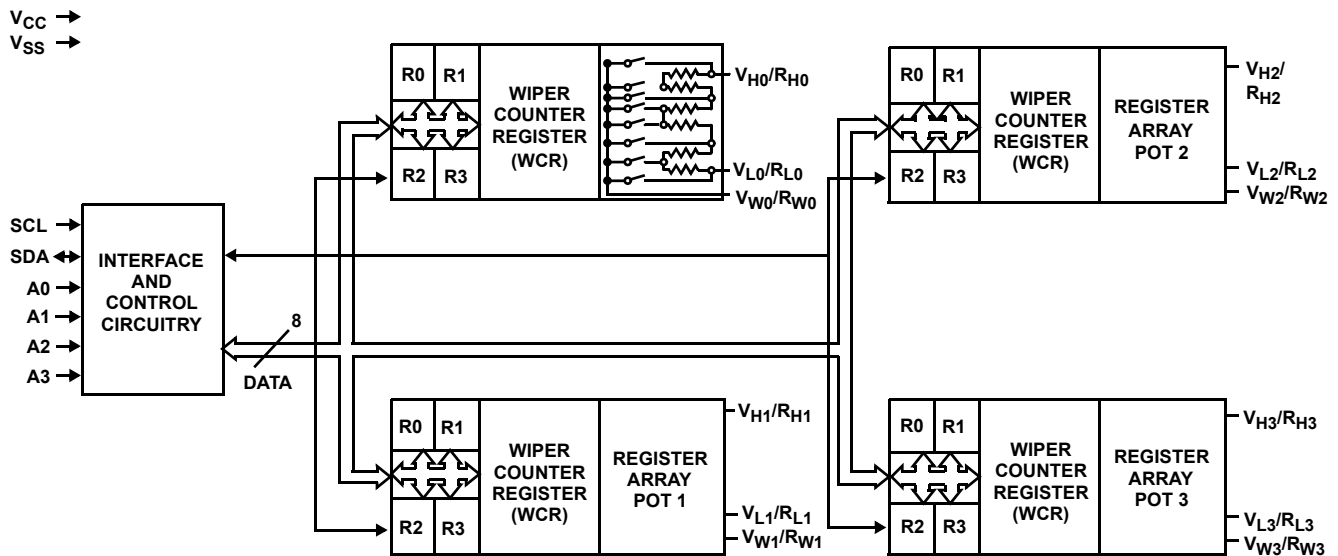 VCC
VSS
R0 R1
R2 R3
WIPER
COUNTER
REGISTER
(WCR)
VH0/RH0
VL0/RL0
VW0/RW0
R0 R1
R2 R3
WIPER
COUNTER
REGISTER
(WCR)
REGISTER
ARRAY
POT 2
VH2/
RH2
VL2/RL2
VW2/RW2
SCL
SDA
A0
A1
A2
A3
INTERFACE
AND
CONTROL
CIRCUITRY
8
DATA
R0 R1
R2 R3
WIPER
COUNTER
REGISTER
(WCR)
REGISTER
ARRAY
POT 1
VH1/RH1
VL1/RL1
VW1/RW1
R0 R1
R2 R3
WIPER
COUNTER
REGISTER
(WCR)
REGISTER
ARRAY
POT 3
VH3/RH3
VL3/RL3
VW3/RW3